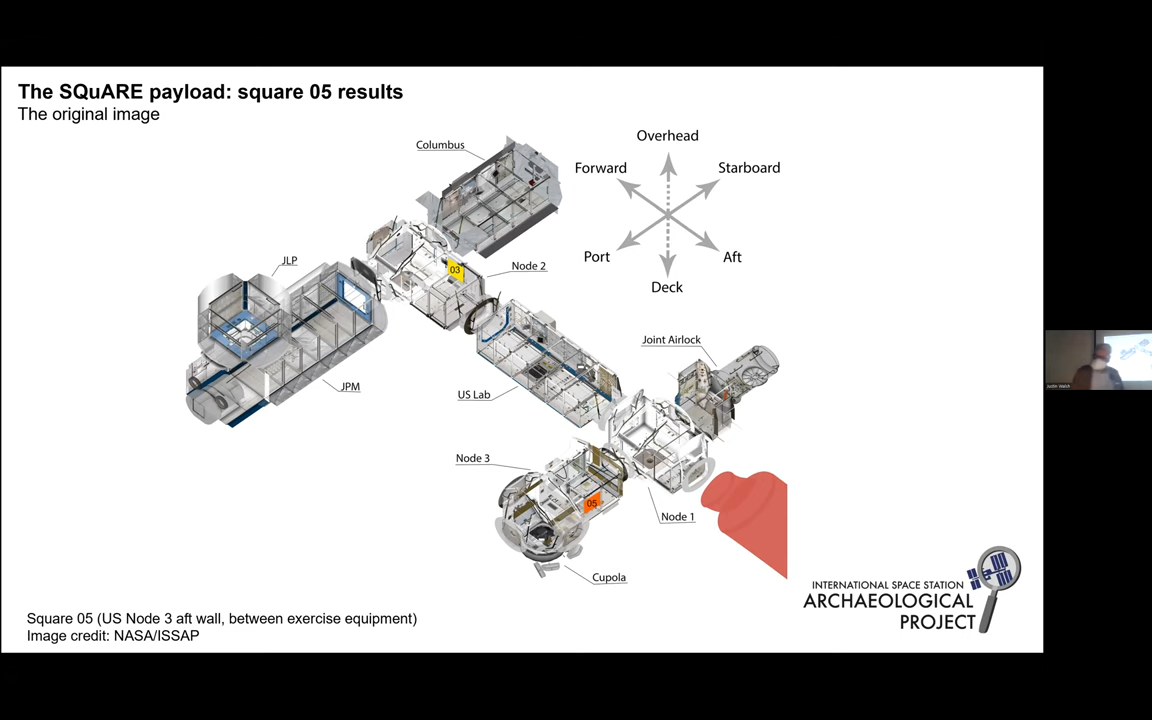 The SQuARE payload: square 05 results
The original image
Columbus
Overhead
Forward
Starboard
Port
Aft
Deck
JLP
03
Node 2
JPM
US Lab
Joint Airlock
Node 3
05
Node 1
Cupola
INTERNATIONAL SPACE STATION
ARCHAEOLOGICAL
PROJECT
Square 05 (US Node 3 aft wall, between exercise equipment)
Image credit: NASA/ISSAP
Justin Walsh